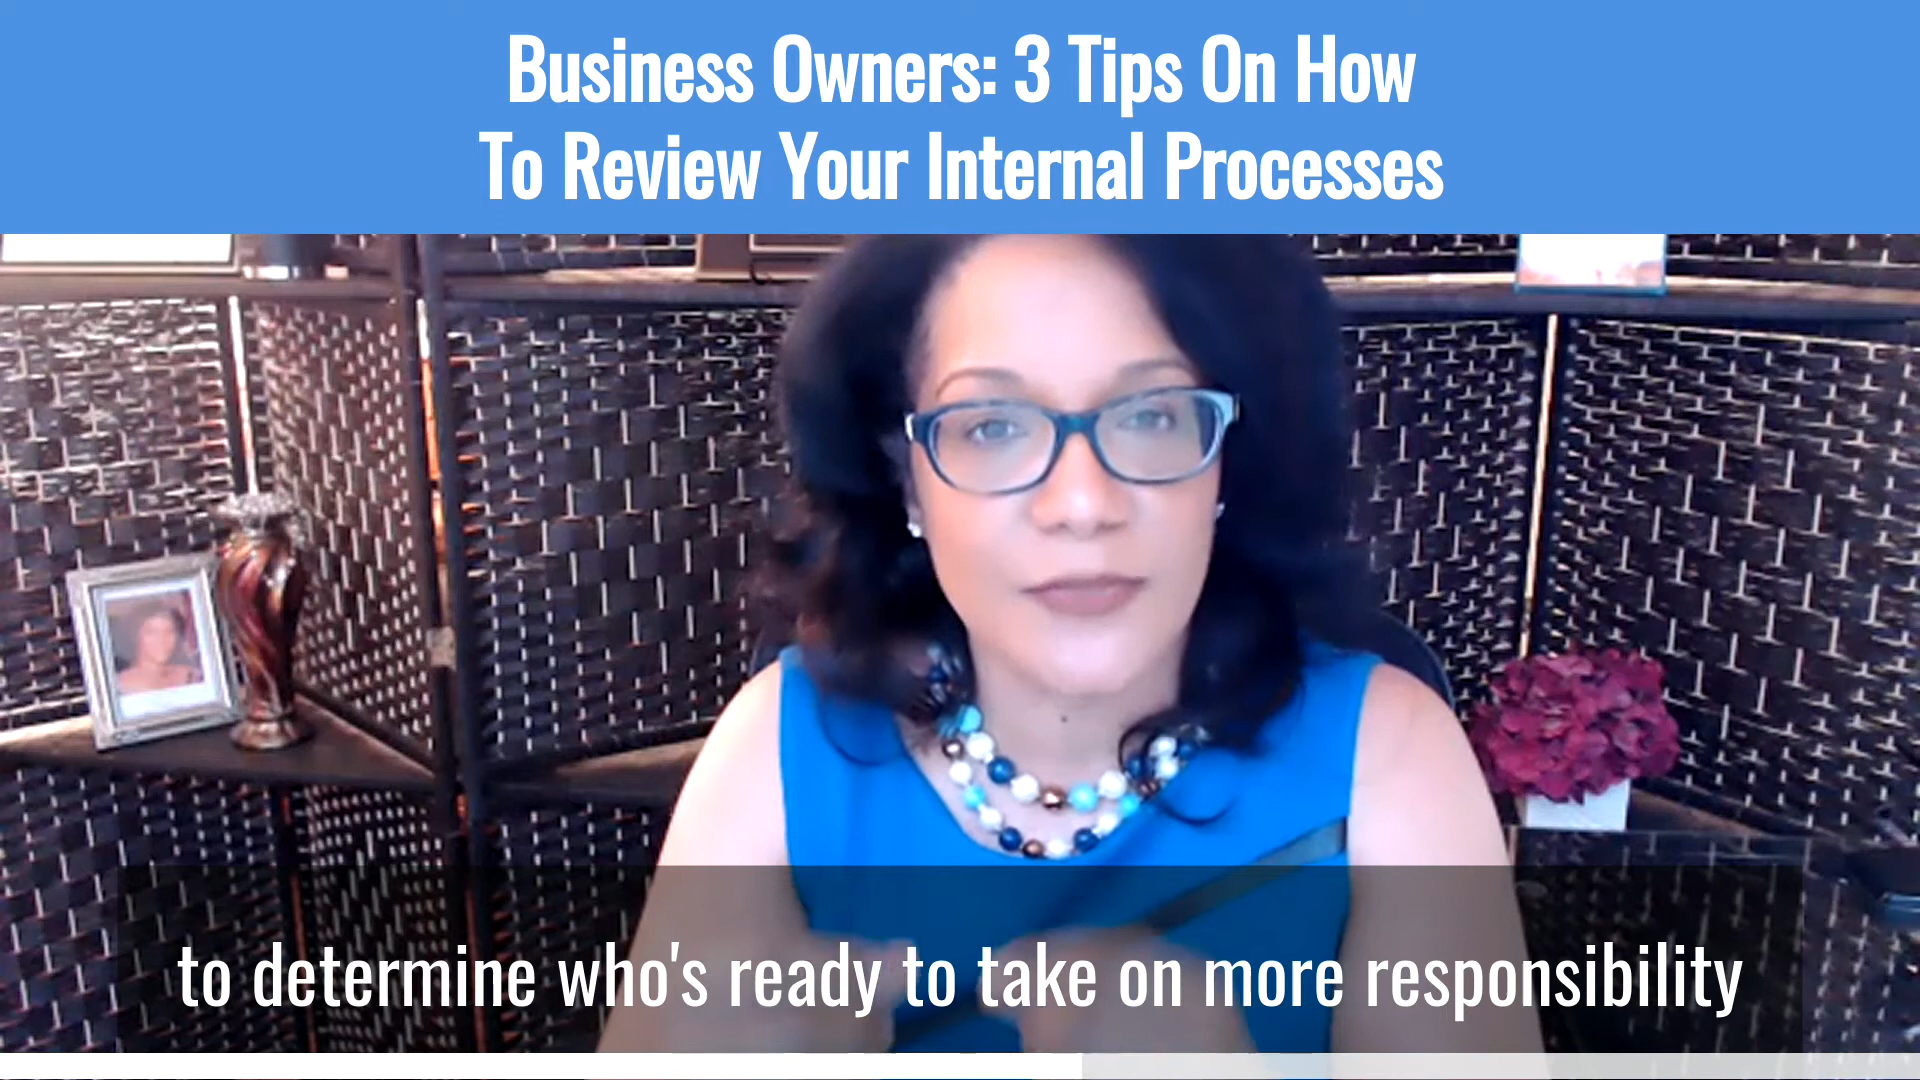 Business Owners: 3 Tips On How
To Review Your Internal Processes
to determine who's ready to take on more responsibility